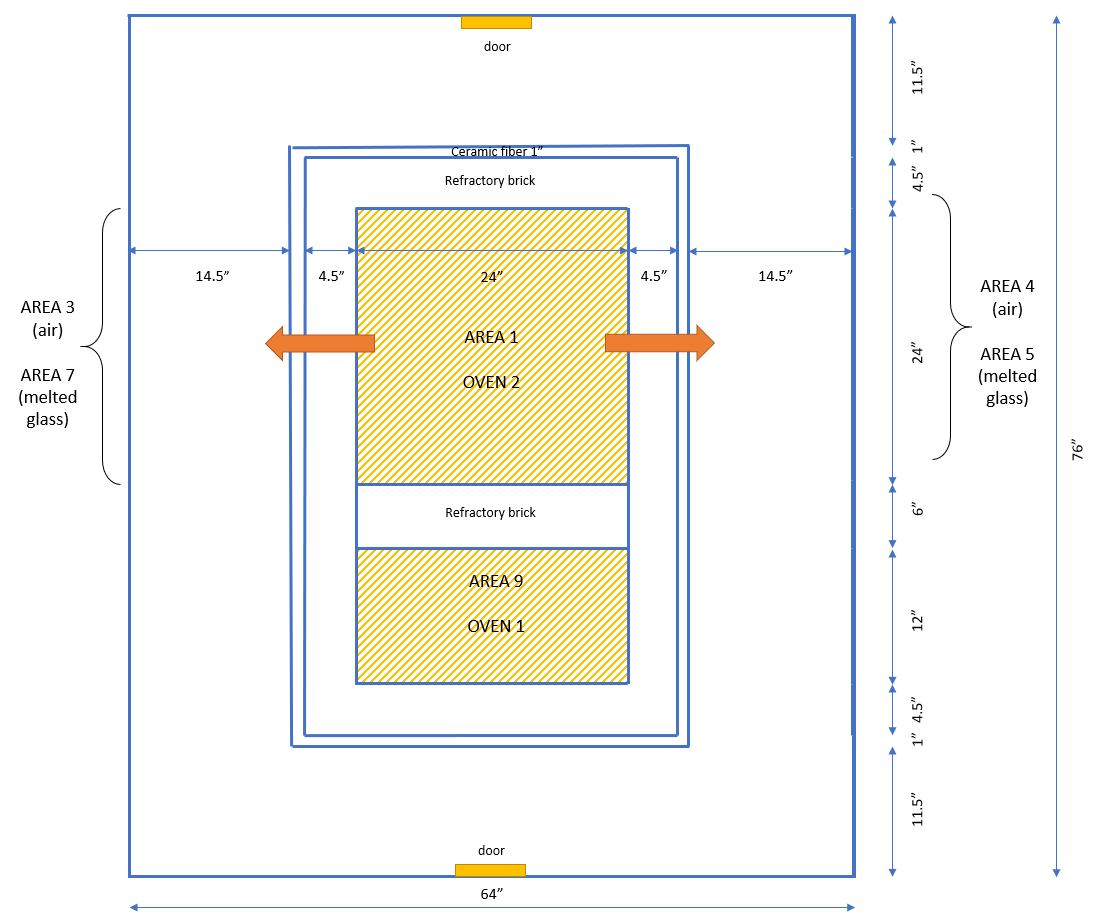 door
11.5”
Ceramic fiber 1”
1”
Refractory brick
4.5”
14.5”
4.5”
24”
4.5”
14.5”
AREA 3
(air)
AREA 7
(melted
glass)
AREA 1
OVEN 2
24”
AREA 4
(air)
AREA 5
(melted
glass)
76”
Refractory brick
6”
AREA 9
OVEN 1
12”
4.5”
1”
11.5”
door
64”